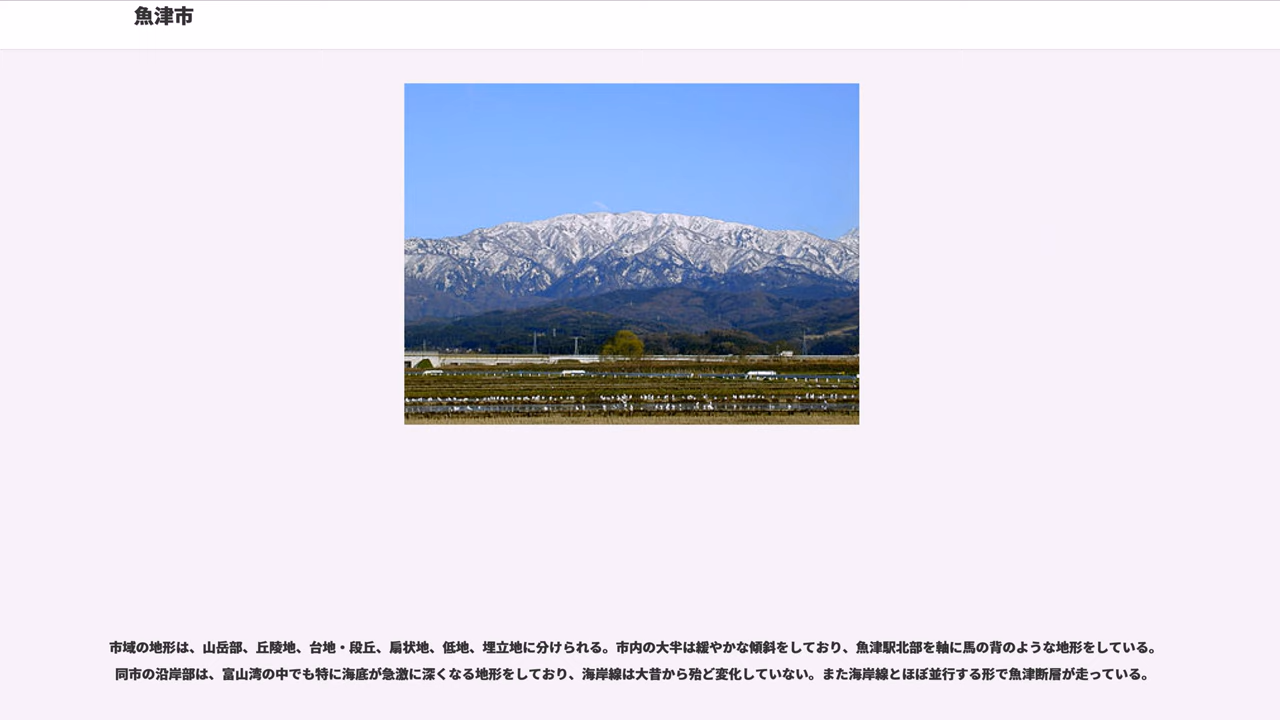 魚津市
市域の地形は、山岳部、丘陵地、台地・段丘、扇状地、低地、埋立地に分けられる。市内の大半は緩やかな傾斜をしており、魚津駅北部を軸に馬の背のような地形をしている。
同市の沿岸部は、富山湾の中でも特に海底が急激に深くなる地形をしており、海岸線は大昔から殆ど変化していない。また海岸線とほぼ並行する形で魚津断層が走っている。